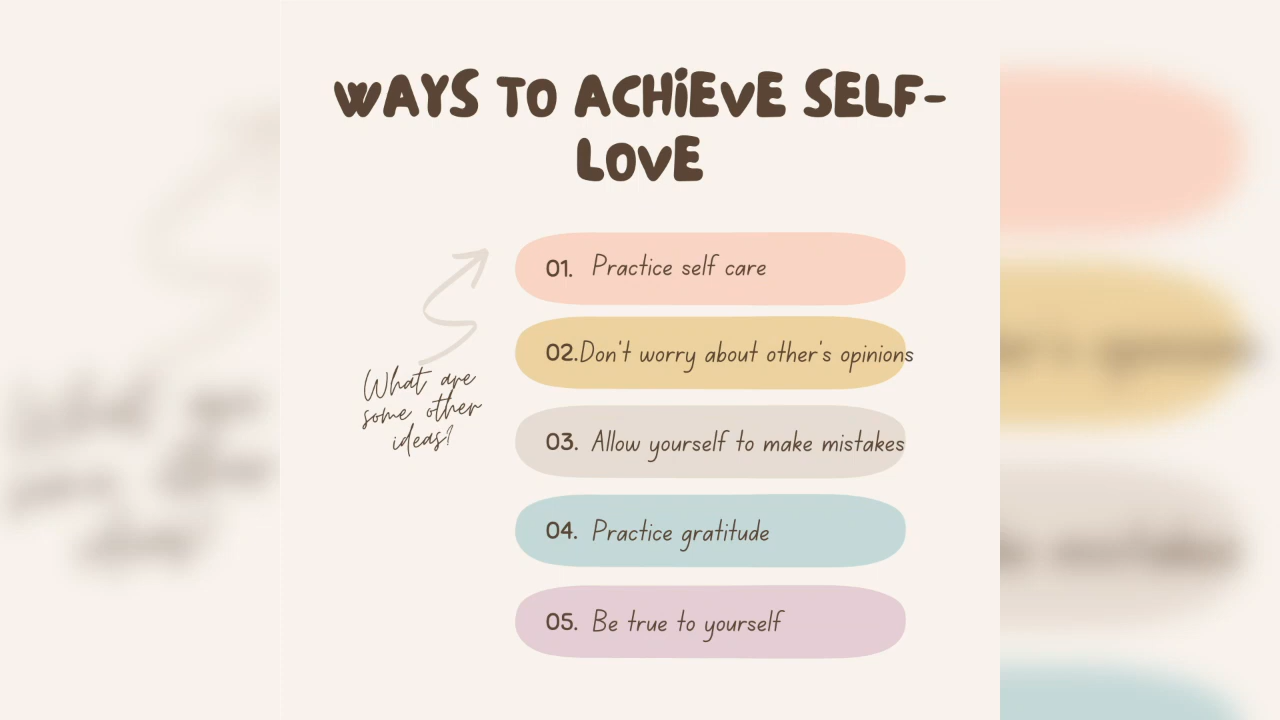 WAYS TO ACHIEVE SELF-
LOVE
01. Practice self care
02. Don't worry about other's opinions
What are
some other
ideas?
03. Allow yourself to make mistakes
04. Practice gratitude
05. Be true to yourself